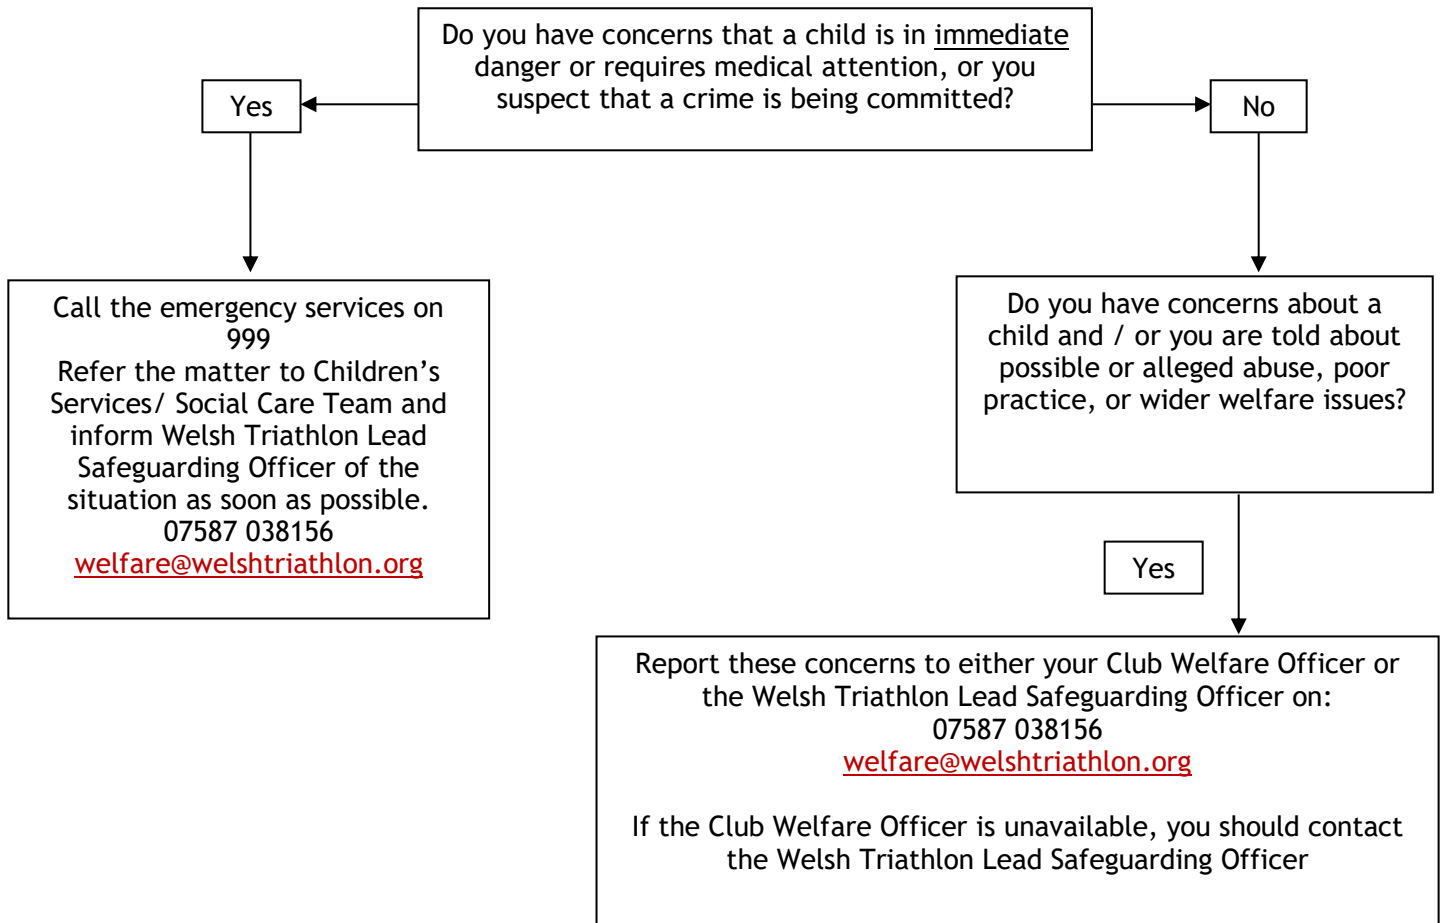 Do you have concerns that a child is in immediate
danger or requires medical attention, or you
suspect that a crime is being committed?
Yes
No
Call the emergency services on
999
Refer the matter to Children’s
Services/ Social Care Team and
inform Welsh Triathlon Lead
Safeguarding Officer of the
situation as soon as possible.
07587 038156
welfare@welshtriathlon.org
Do you have concerns about a
child and / or you are told about
possible or alleged abuse, poor
practice, or wider welfare issues?
Yes
Report these concerns to either your Club Welfare Officer or
the Welsh Triathlon Lead Safeguarding Officer on:
07587 038156
welfare@welshtriathlon.org
If the Club Welfare Officer is unavailable, you should contact
the Welsh Triathlon Lead Safeguarding Officer